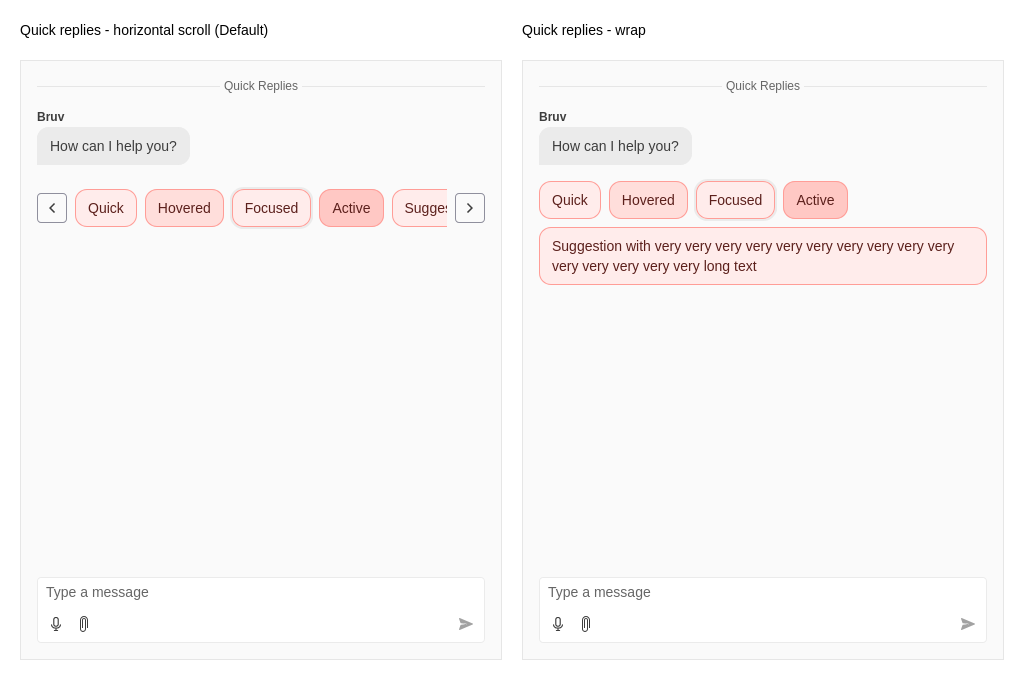 Quick replies - horizontal scroll (Default)
Quick Replies
Bruv
How can I help you?
Quick
Hovered
Focused
Active
Sugges
Type a message
Quick replies - wrap
Quick Replies
Bruv
How can I help you?
Quick
Hovered
Focused
Active
Suggestion with very very very very very very very very very very
very very very very very long text
Type a message